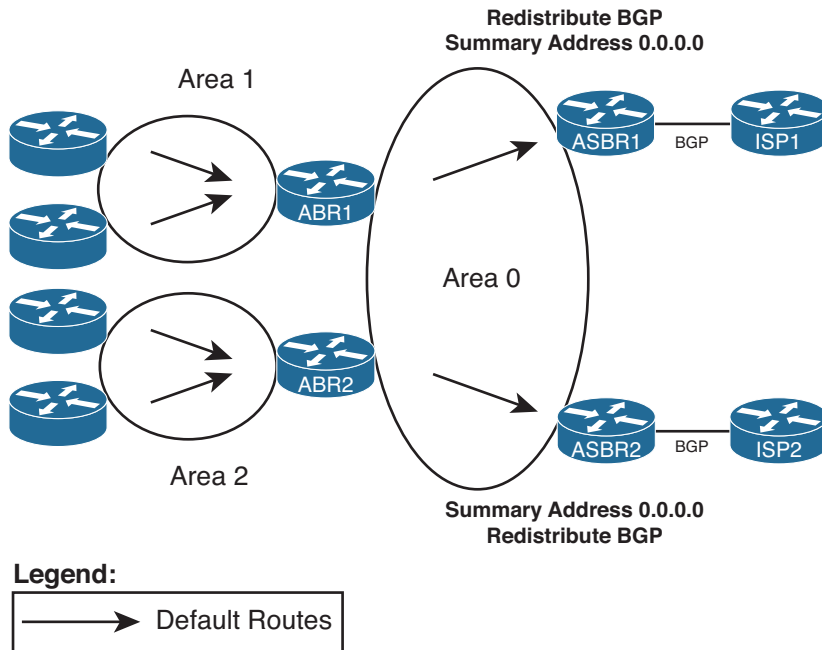 Redistribute BGP
Summary Address 0.0.0.0
Area 1
ASBR1
BGP
ISP1
ABR1
Area 0
ABR2
ASBR2
BGP
ISP2
Area 2
Summary Address 0.0.0.0
Redistribute BGP
Legend:
Default Routes